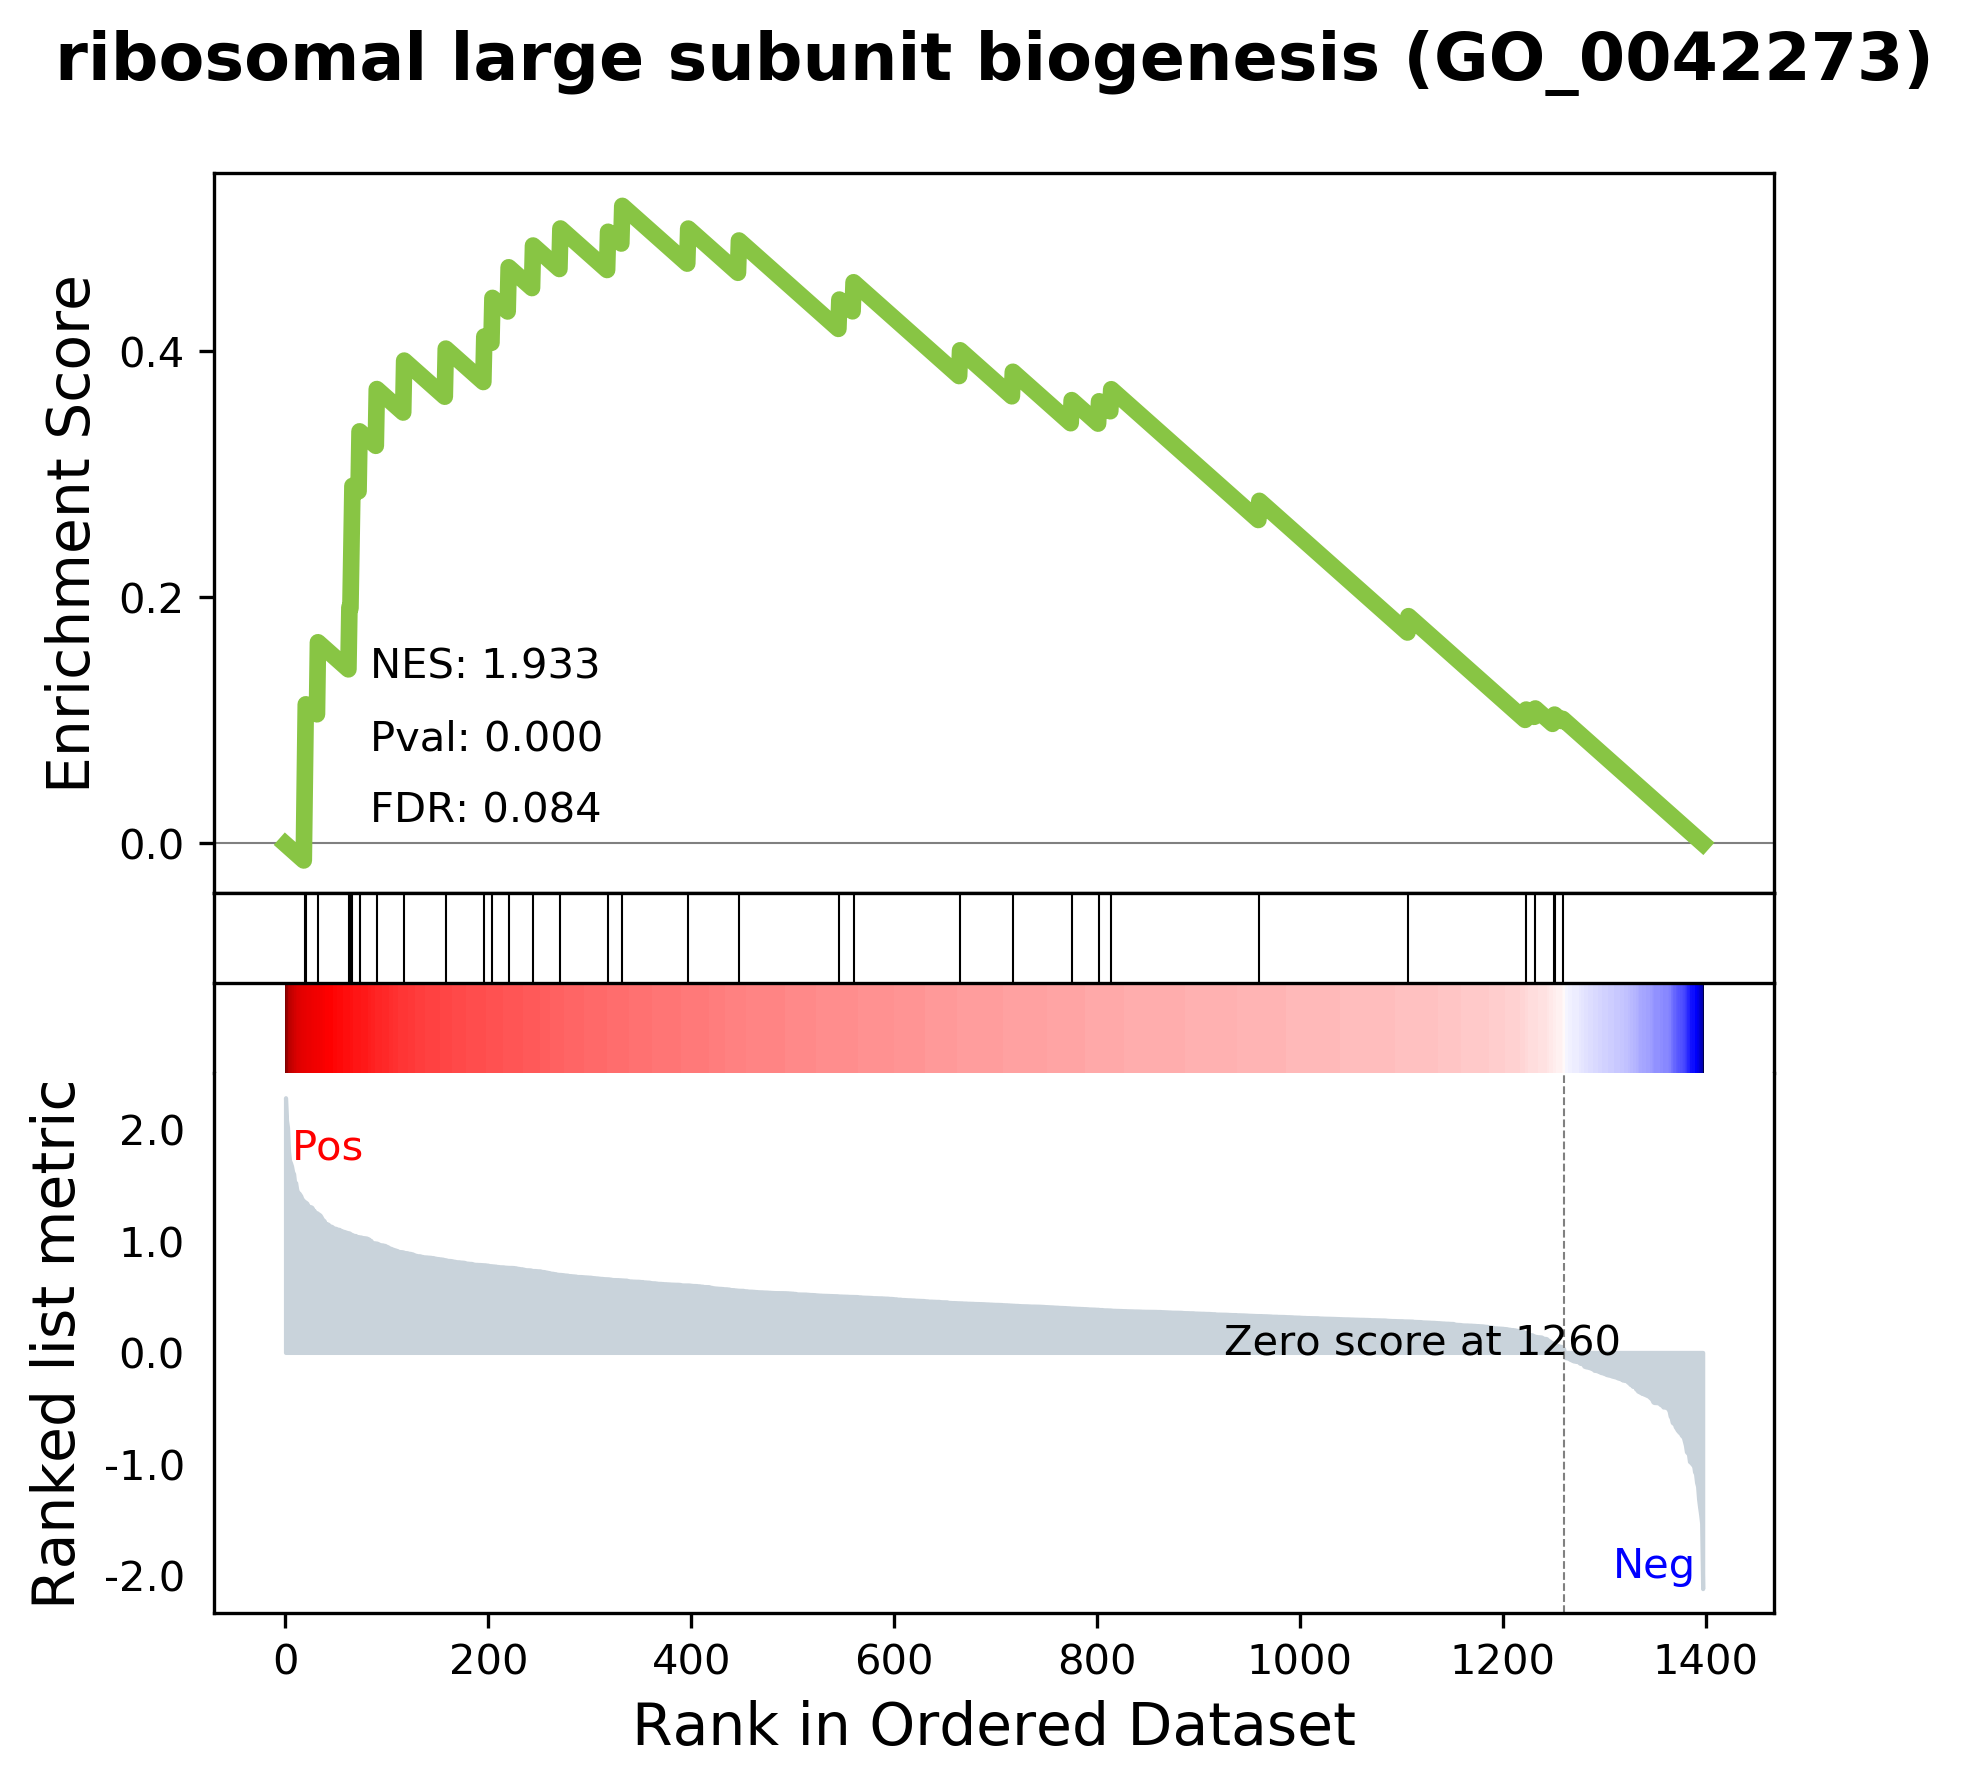 ribosomal large subunit biogenesis (GO_0042273)
Enrichment Score
0.4
0.2
0.0
NES: 1.933
Pval: 0.000
FDR: 0.084
Ranked list metric
2.0
1.0
0.0
-1.0
-2.0
Pos
Zero score at 1260
Neg
0 200 400 600 800 1000 1200 1400
Rank in Ordered Dataset